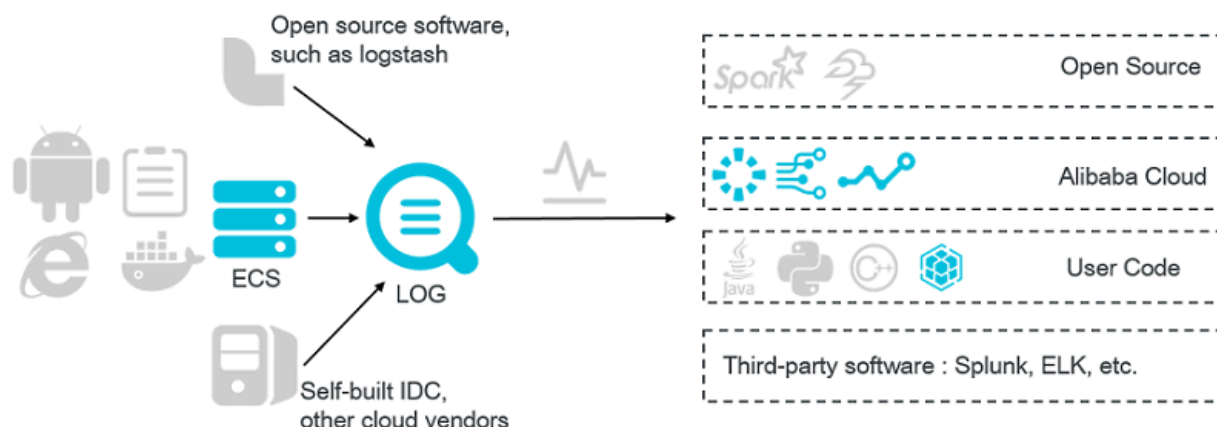 Open source software,
such as logstash
Spark
Open Source
Alibaba Cloud
ECS
LOG
Java
C++
User Code
Third-party software : Splunk, ELK, etc.
Self-built IDC,
other cloud vendors